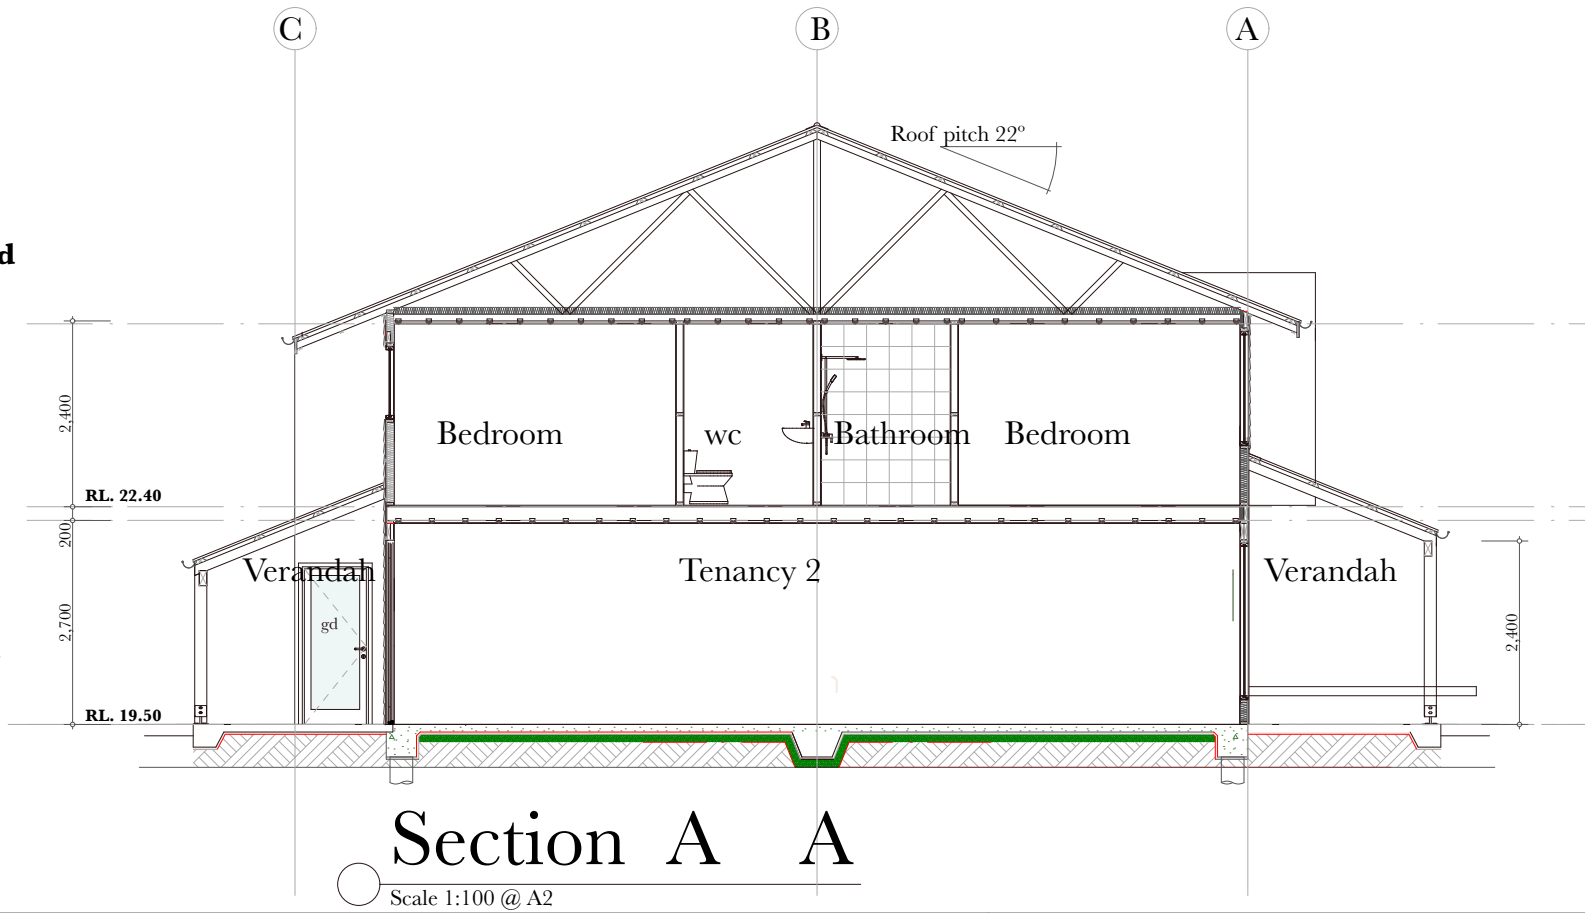 C B A
Roof pitch 22°
d
2,400
Bedroom wc Bathroom Bedroom
RL. 22.40
200
Verandah Tenancy 2 Verandah
gd
2,700
2,400
RL. 19.50
Section A A
Scale 1:100 @ A2